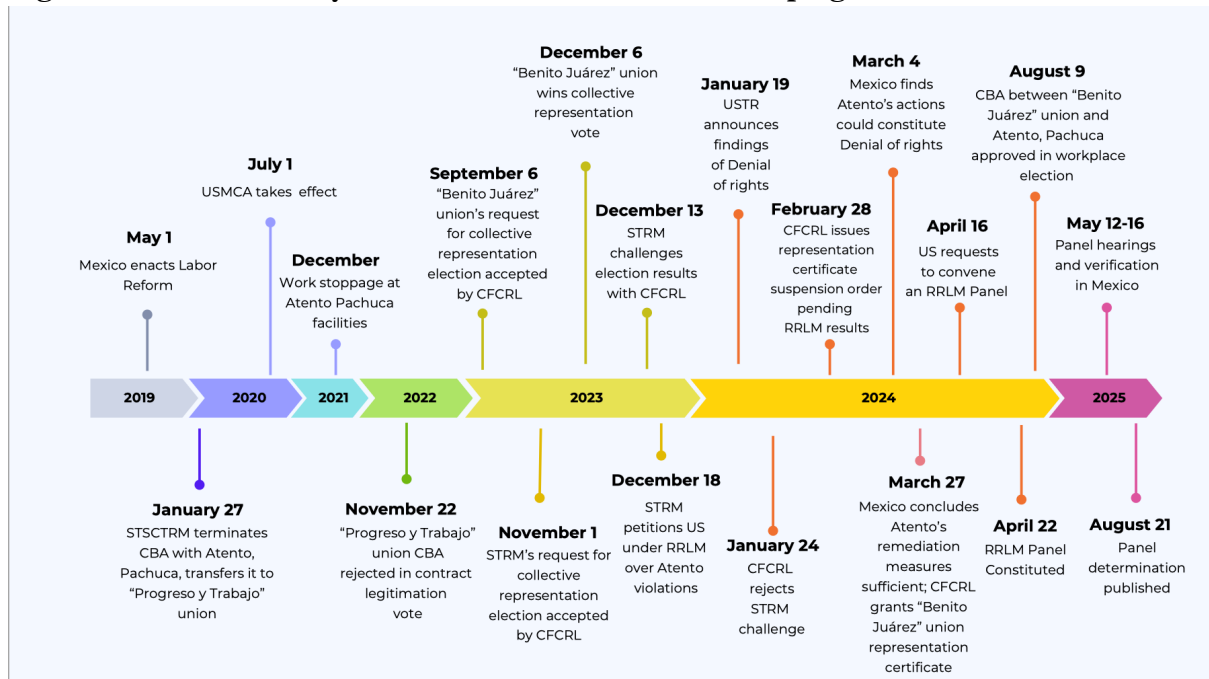 May 1
Mexico enacts Labor
Reform
July 1
USMCA takes effect
December
Work stoppage at
Atento Pachuca
facilities
September 6
“Benito Juárez”
union’s request
for collective
representation
election accepted
by CFCRL
December 6
“Benito Juárez” union
wins collective
representation
vote
December 13
STRM
challenges
election results
with CFCRL
January 19
USTR
announces
findings
of Denial
of rights
February 28
CFCRL issues
representation
certificate
suspension order
pending
RRLM results
March 4
Mexico finds
Atento’s actions
could constitute
Denial of rights
April 16
US requests
to convene
an RRLM Panel
August 9
CBA between “Benito
Juárez” union and
Atento, Pachuca
approved in workplace
election
May 12-16
Panel hearings
and verification
in Mexico
2019
2020
2021
2022
2023
2024
2025
January 27
STSCTRM terminates
CBA with Atento,
Pachuca, transfers it to
“Progreso y Trabajo”
union
November 22
“Progreso y Trabajo”
union CBA
rejected in contract
legitimation
vote
November 1
STRM’s request for
collective
representation
election accepted
by CFCRL
December 18
STRM
petitions US
under RRLM
over Atento
violations
January 24
CFCRL
rejects
STRM
challenge
March 27
Mexico concludes
Atento’s
remediation
measures
sufficient; CFCRL
grants “Benito
Juárez” union
representation
certificate
April 22
RRLM Panel
Constituted
August 21
Panel
determination
published